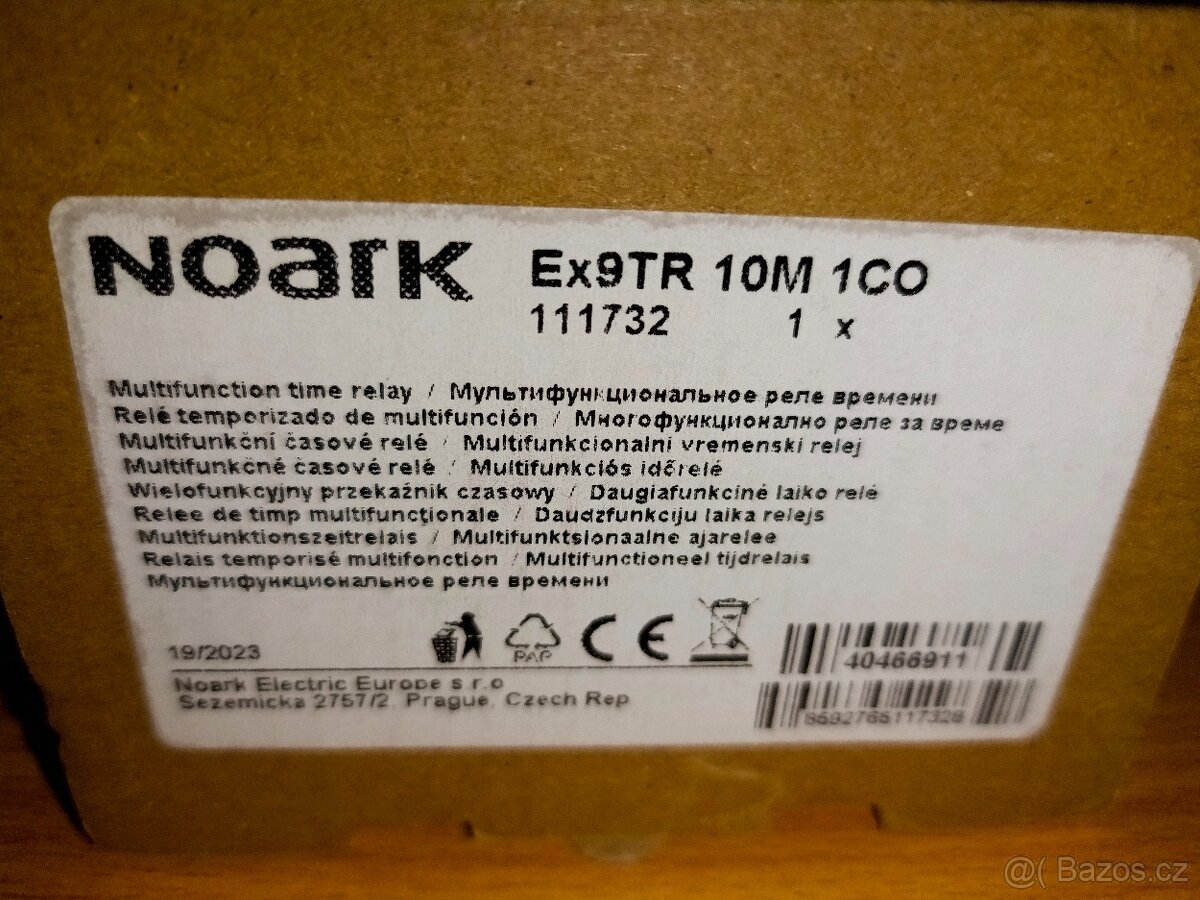 NOARK
Ex9TR 10M 1CO
111732 1 x
Multifunction time relay / Мультифункциональное реле времени
Relé temporizado de multifunción / Многофункционално реле за време
Multifunkční časové relé / Multifunkcionalni vremenski relej
Multifunkčné časové relé / Multifunkciós időrelé
Wielofunkcyjny przekaźnik czasowy / Daugiafunkcinė laiko relė
Relee de timp multifuncționale / Daudzfunkciju laika relejs
Multifunktionszeitrelais / Multifunktsionaalne ajarelee
Relais temporisé multifonction / Multifunctioneel tijdrelais
Мультифункциональное реле времени
PAP
CE
19/2023
40466911
Noark Electric Europe s.r.o
Sezemicka 2757/2, Prague, Czech Rep
8592765117328
@( Bazos.cz